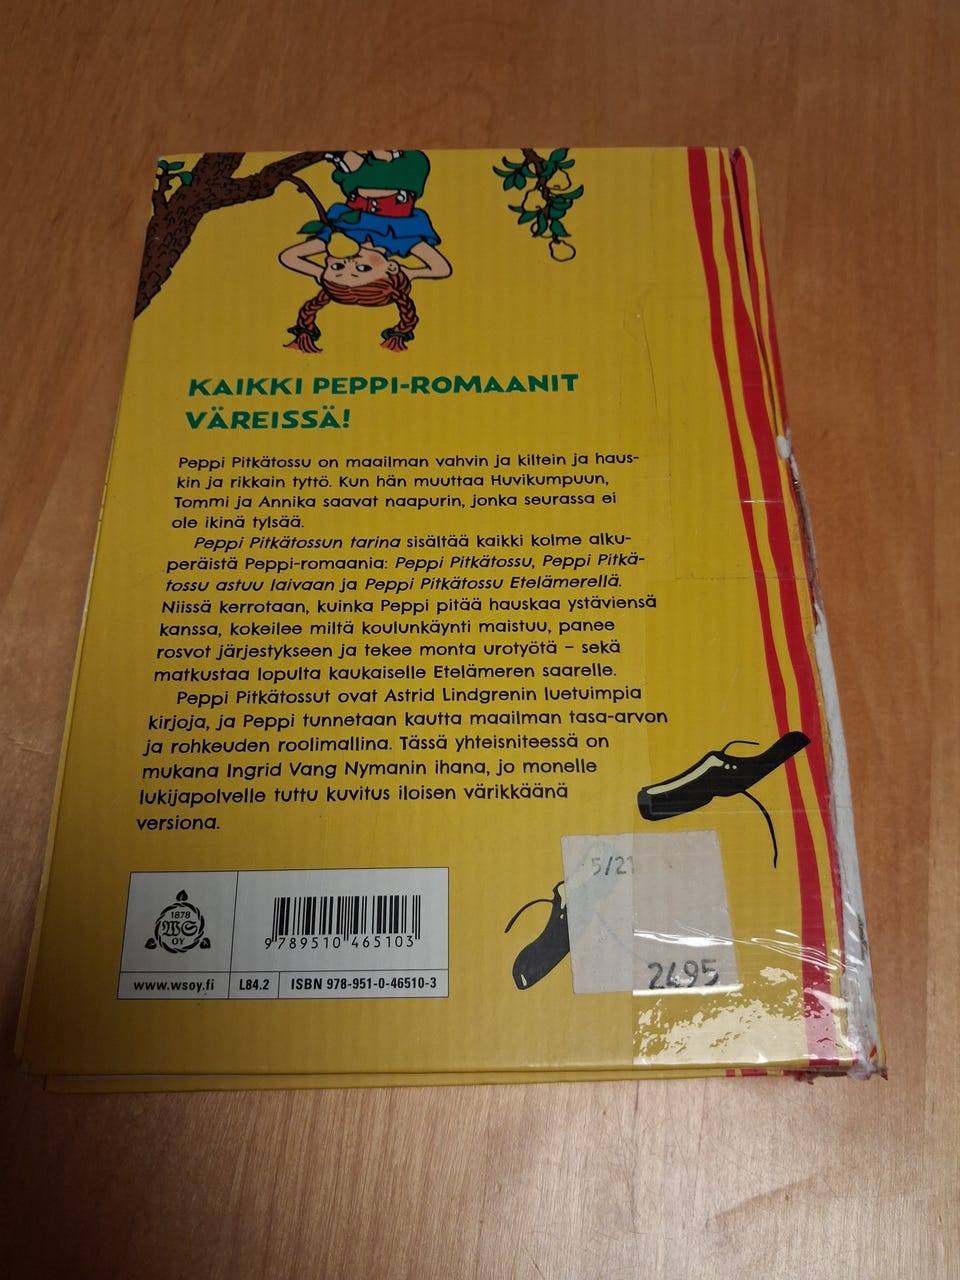 KAIKKI PEPPI-ROMAANIT
VÄREISSÄ!
Peppi Pitkätossu on maailman vahvin ja kiltein ja haus-
kin ja rikkain tyttö. Kun hän muuttaa Huvikumpuun,
Tommi ja Annika saavat naapurin, jonka seurassa ei
ole ikinä tylsää.
Peppi Pitkätossun tarina sisältää kaikki kolme alku-
peräistä Peppi-romaania: Peppi Pitkätossu, Peppi Pitkä-
tossu astuu laivaan ja Peppi Pitkätossu Etelämerellä.
Niissä kerrotaan, kuinka Peppi pitää hauskaa ystäviensä
kanssa, kokeilee miltä koulunkäynti maistuu, panee
rosvot järjestykseen ja tekee monta urotyötä – sekä
matkustaa lopulta kaukaiselle Etelämeren saarelle.
Peppi Pitkätossut ovat Astrid Lindgrenin luetuimpia
kirjoja, ja Peppi tunnetaan kautta maailman tasa-arvon
ja rohkeuden roolimallina. Tässä yhteisniteessä on
mukana Ingrid Vang Nymanin ihana, jo monelle
lukijapolvelle tuttu kuvitus iloisen värikkäänä
versiona.
5/21
2495
1878
WS
OY
9 789510 465103
www.wsoy.fi
L84.2
ISBN 978-951-0-46510-3